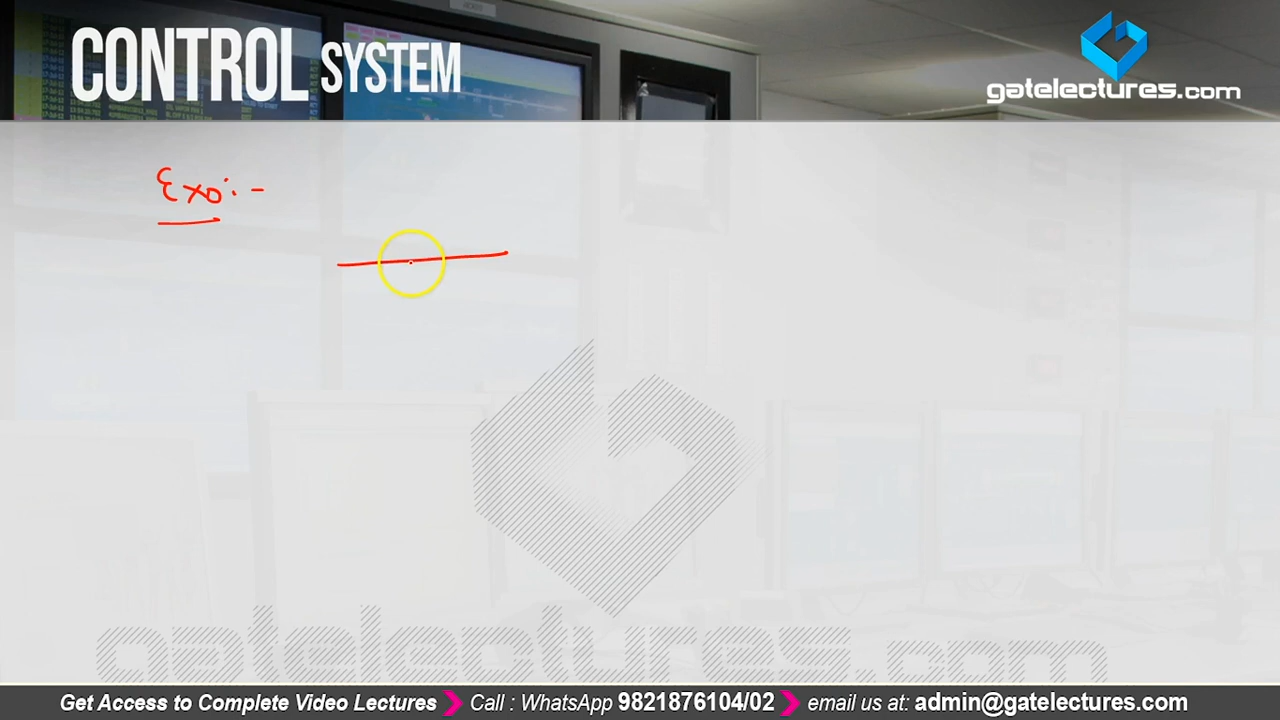 CONTROL SYSTEM
gatelectures.com
Ex:-
gatelectures.com
Get Access to Complete Video Lectures Call : WhatsApp 9821876104/02 email us at: admin@gatelectures.com